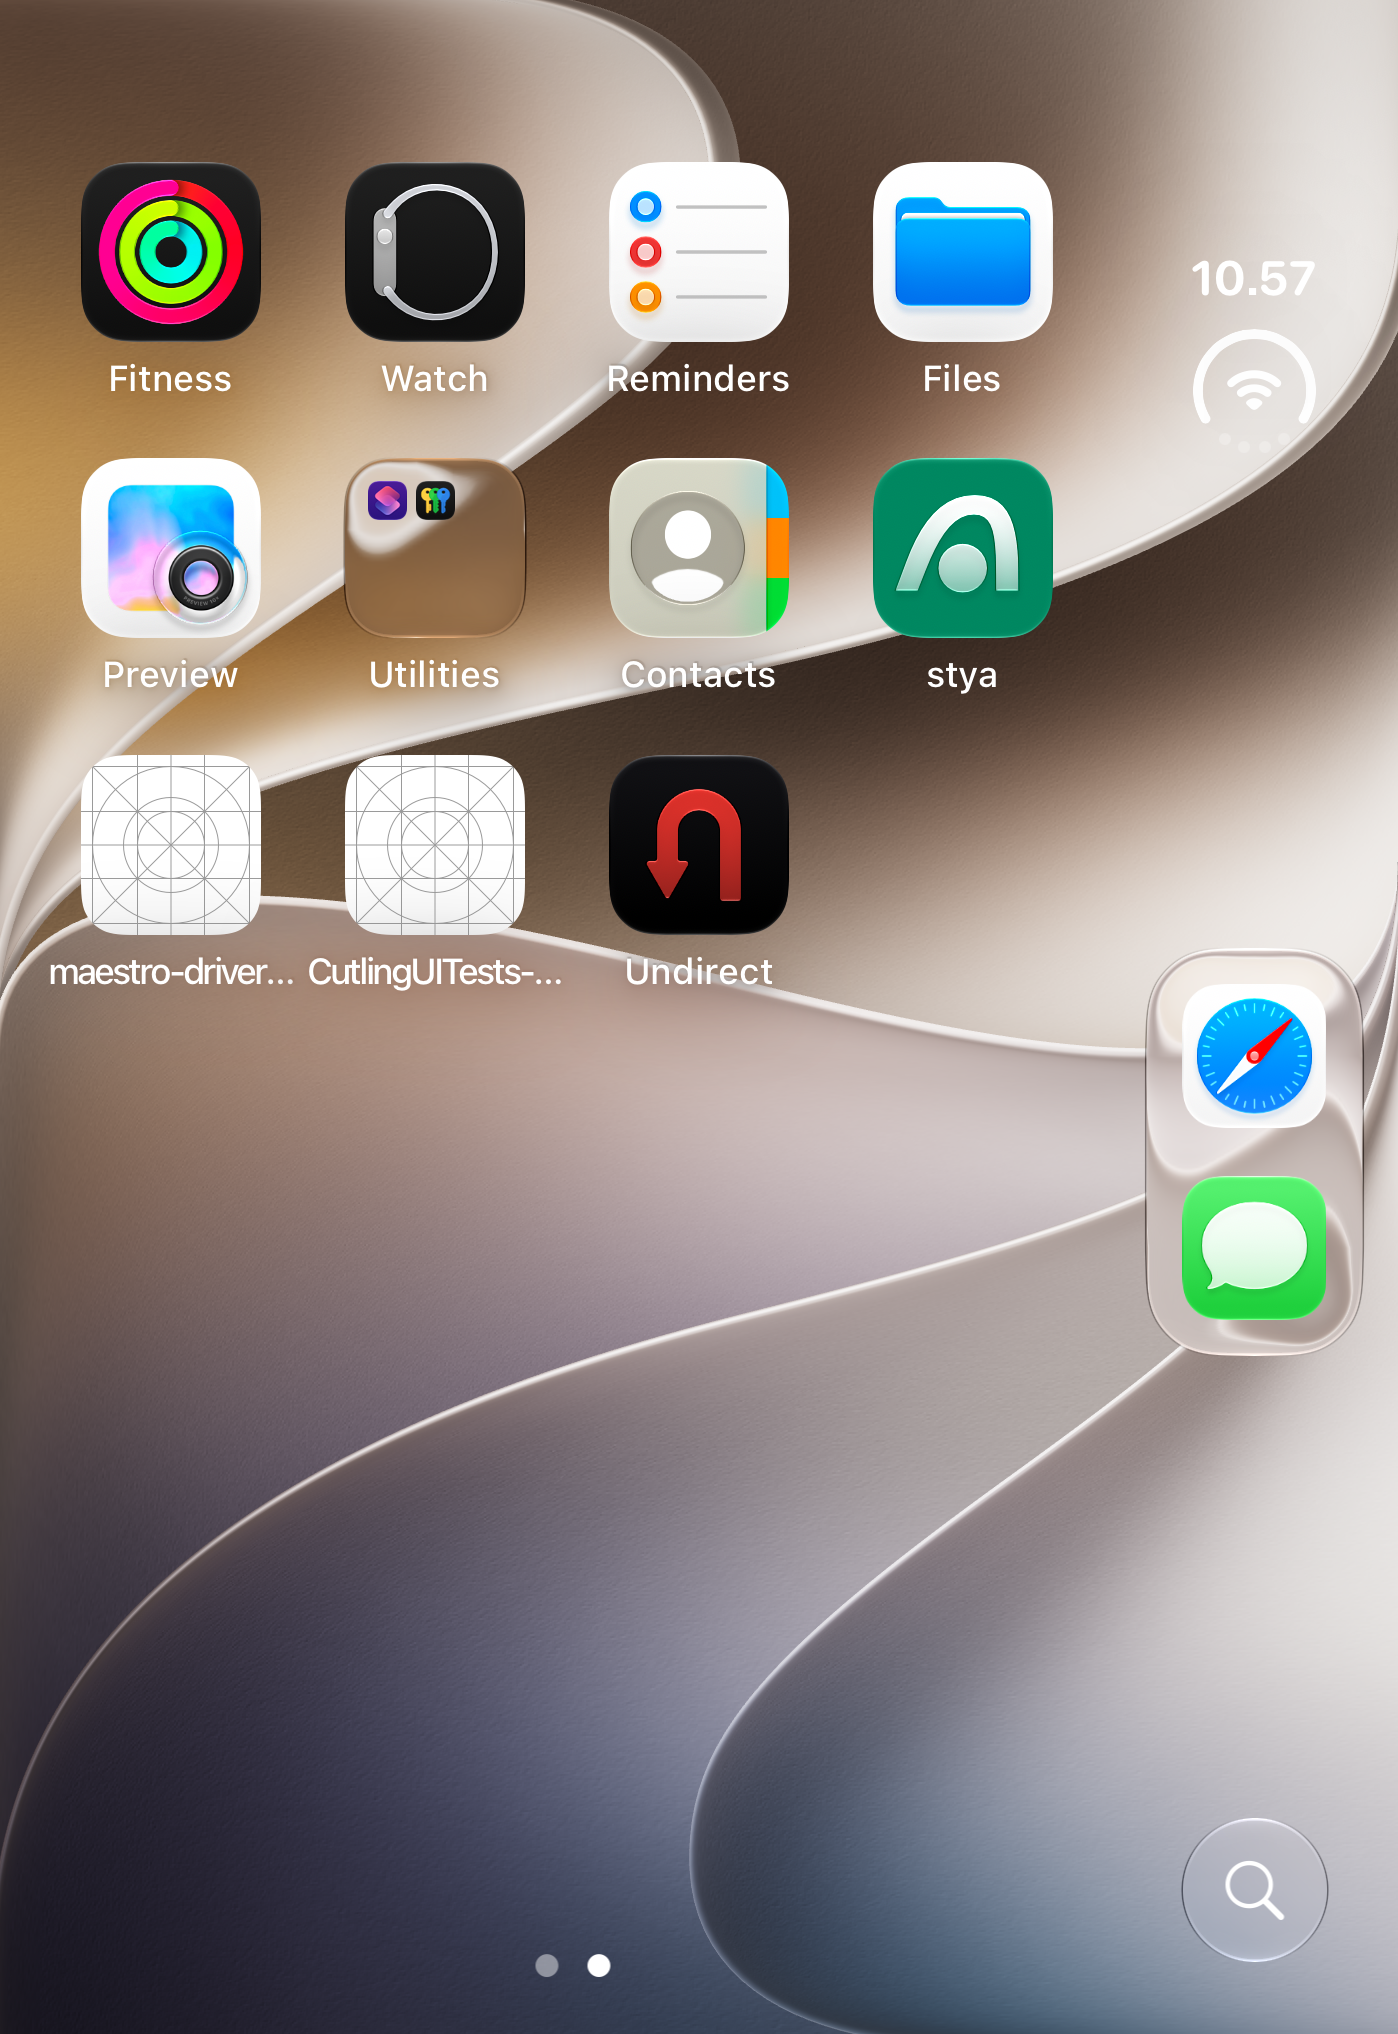 10.57
Fitness
Watch
Reminders
Files
Preview
Utilities
Contacts
stya
maestro-driver...
CutlingUITests-...
Undirect